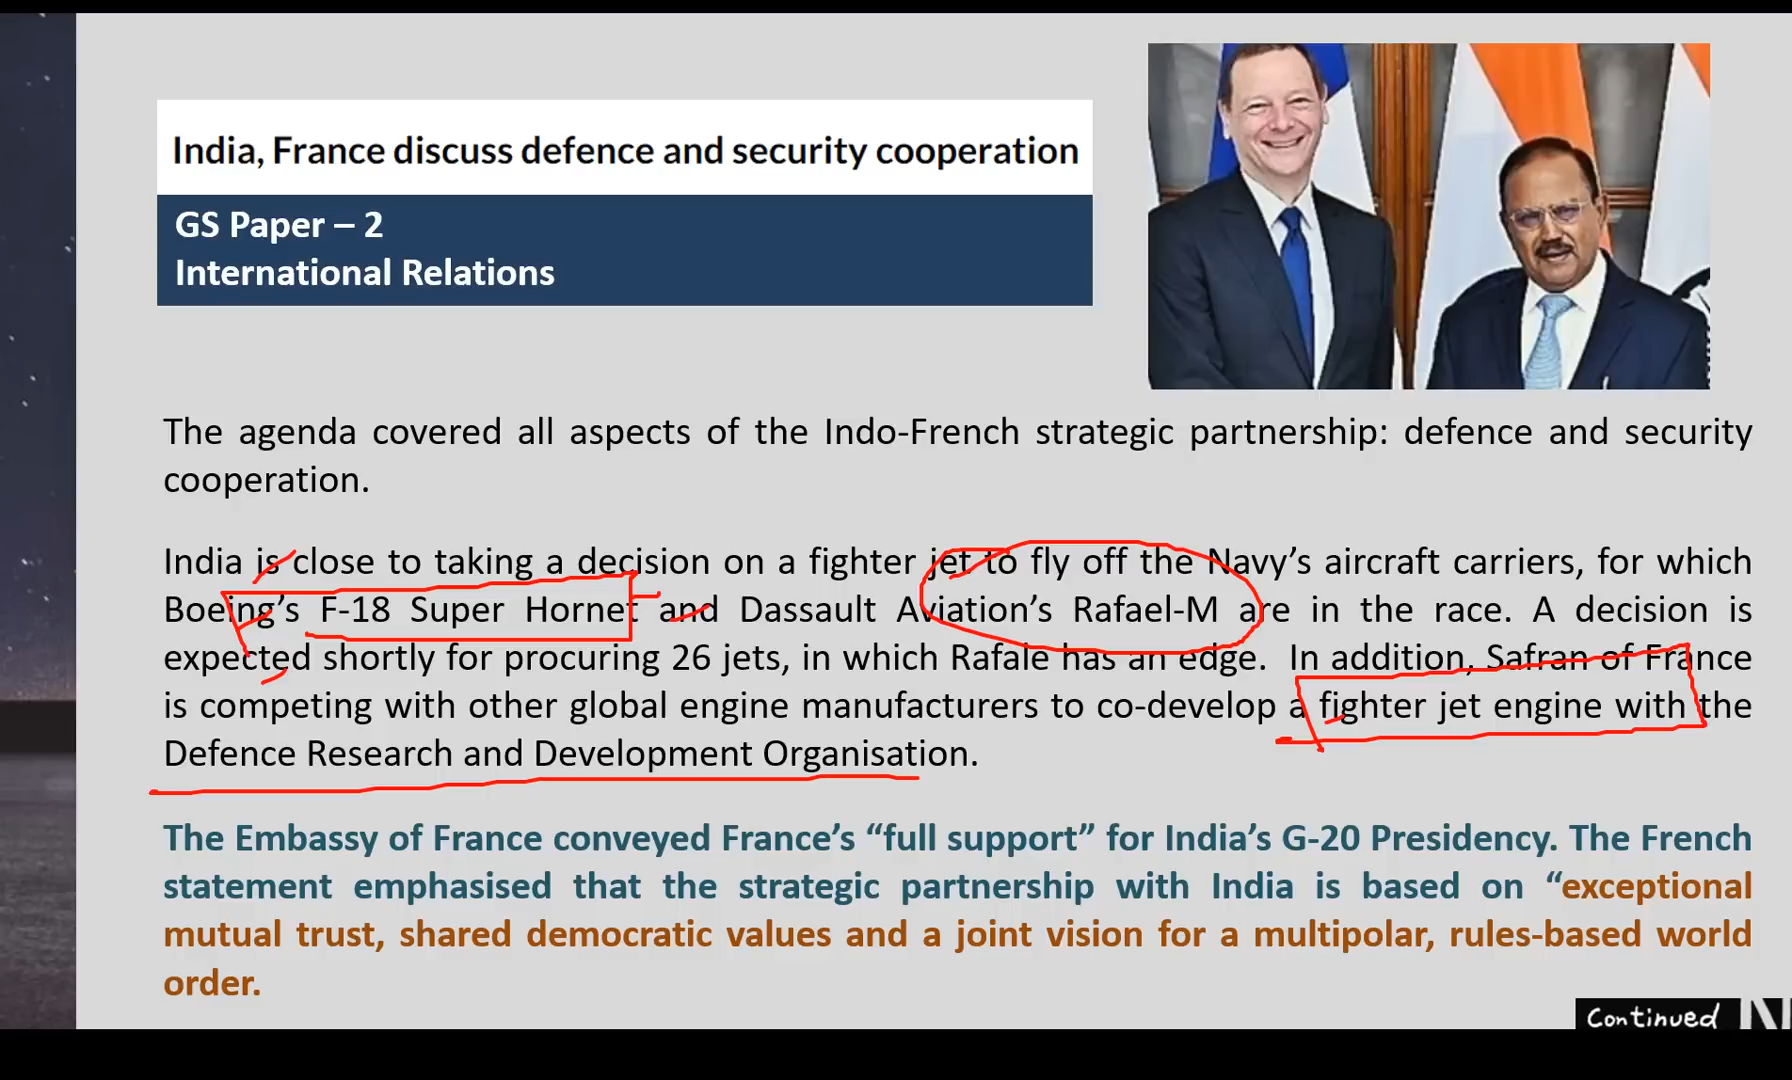 India, France discuss defence and security cooperation
GS Paper – 2
International Relations
The agenda covered all aspects of the Indo-French strategic partnership: defence and security
cooperation.
India is close to taking a decision on a fighter jet to fly off the Navy’s aircraft carriers, for which
Boeing’s F-18 Super Hornet and Dassault Aviation’s Rafael-M are in the race. A decision is
expected shortly for procuring 26 jets, in which Rafale has an edge. In addition, Safran of France
is competing with other global engine manufacturers to co-develop a fighter jet engine with the
Defence Research and Development Organisation.
The Embassy of France conveyed France’s “full support” for India’s G-20 Presidency. The French
statement emphasised that the strategic partnership with India is based on “exceptional
mutual trust, shared democratic values and a joint vision for a multipolar, rules-based world
order.
Continued